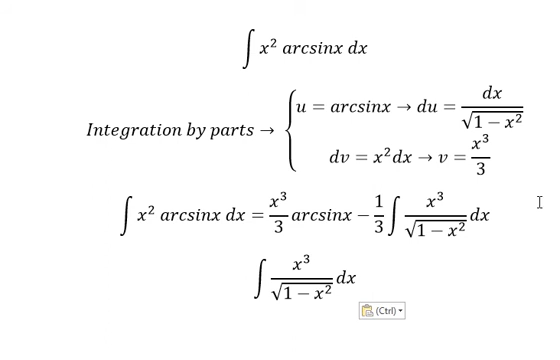 ∫ x² arcsinx dx
Integration by parts → { u = arcsinx → du = dx/√(1 − x²)
dv = x²dx → v = x³/3
∫ x² arcsinx dx = x³/3 arcsinx − 1/3 ∫ x³/√(1 − x²) dx
∫ x³/√(1 − x²) dx
(Ctrl)